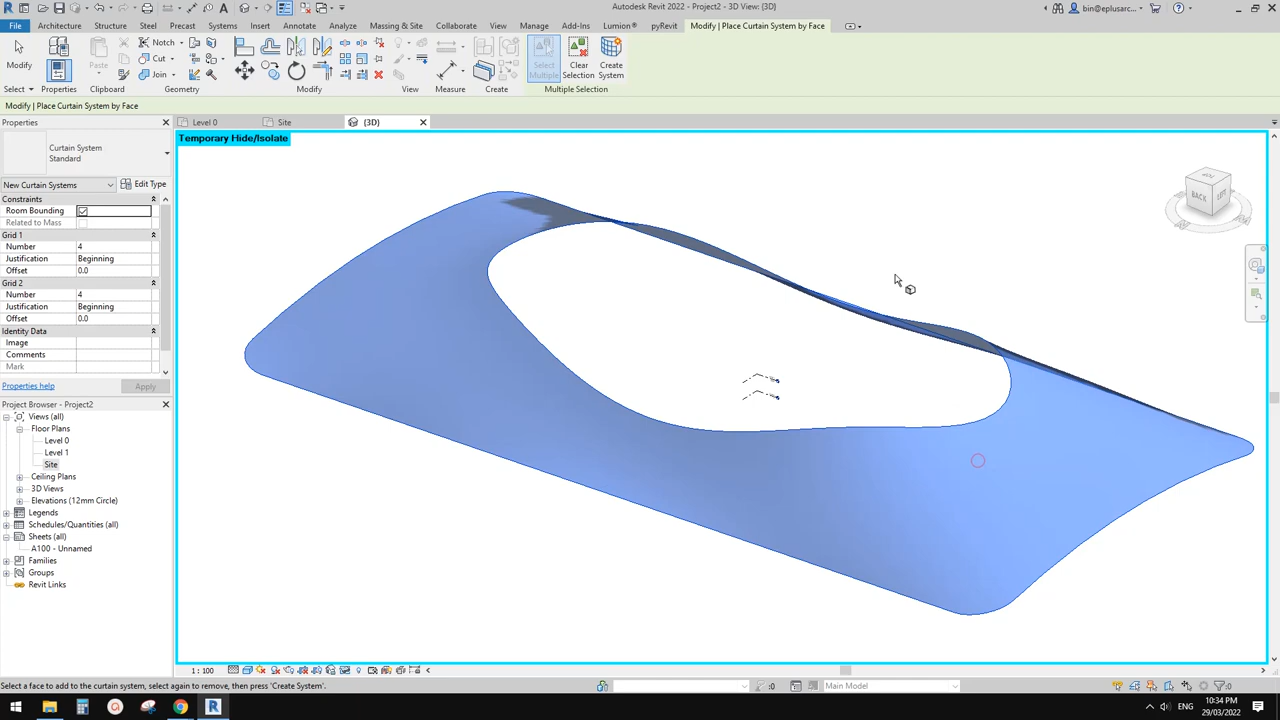 Autodesk Revit 2022 - Project2 - 3D View: {3D}
bin@eplusarc...
File Architecture Structure Steel Precast Systems Insert Annotate Analyze Massing & Site Collaborate View Manage Add-Ins Lumion® pyRevit Modify | Place Curtain System by Face
Modify Paste Notch Cut Join Select Multiple Clear Selection Create System
Select Properties Clipboard Geometry Modify View Measure Create Multiple Selection
Modify | Place Curtain System by Face
Properties
Level 0 Site {3D}
Temporary Hide/Isolate
Curtain System
Standard
New Curtain Systems Edit Type
Constraints
Room Bounding
Related to Mass
Grid 1
Number 4
Justification Beginning
Offset 0.0
Grid 2
Number 4
Justification Beginning
Offset 0.0
Identity Data
Image
Comments
Mark
Properties help Apply
Project Browser - Project2
Views (all)
Floor Plans
Level 0
Level 1
Site
Ceiling Plans
3D Views
Elevations (12mm Circle)
Legends
Schedules/Quantities (all)
Sheets (all)
A100 - Unnamed
Families
Groups
Revit Links
BACK LEFT
1 : 100
Select a face to add to the curtain system, select again to remove, then press 'Create System'.
:0 Main Model :0
ENG
10:34 PM
29/03/2022